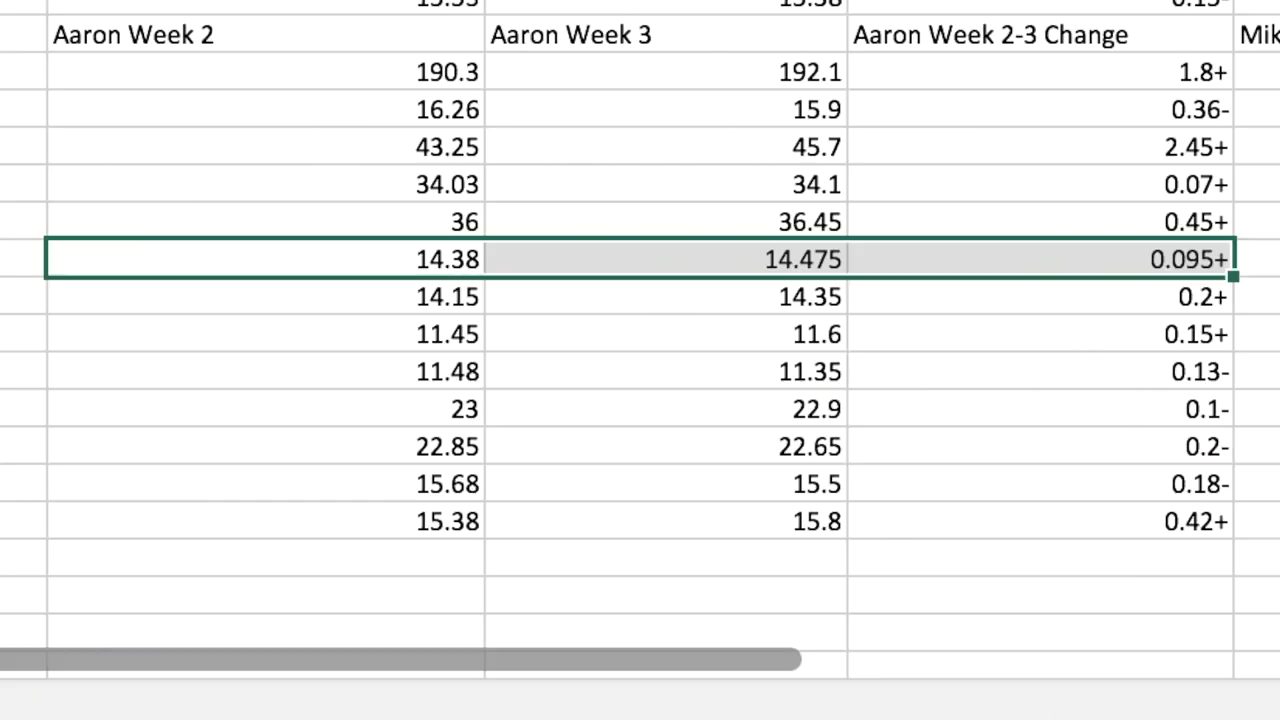 Aaron Week 2 Aaron Week 3 Aaron Week 2-3 Change Mik
190.3 192.1 1.8+
16.26 15.9 0.36-
43.25 45.7 2.45+
34.03 34.1 0.07+
36 36.45 0.45+
14.38 14.475 0.095+
14.15 14.35 0.2+
11.45 11.6 0.15+
11.48 11.35 0.13-
23 22.9 0.1-
22.85 22.65 0.2-
15.68 15.5 0.18-
15.38 15.8 0.42+